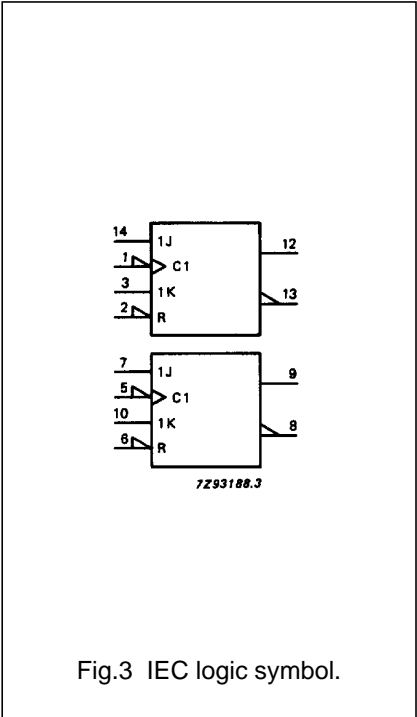 14 1J 12
1 C1
3 1K 13
2 R
7 1J 9
5 C1
10 1K 8
6 R
7Z93188.3
Fig.3 IEC logic symbol.